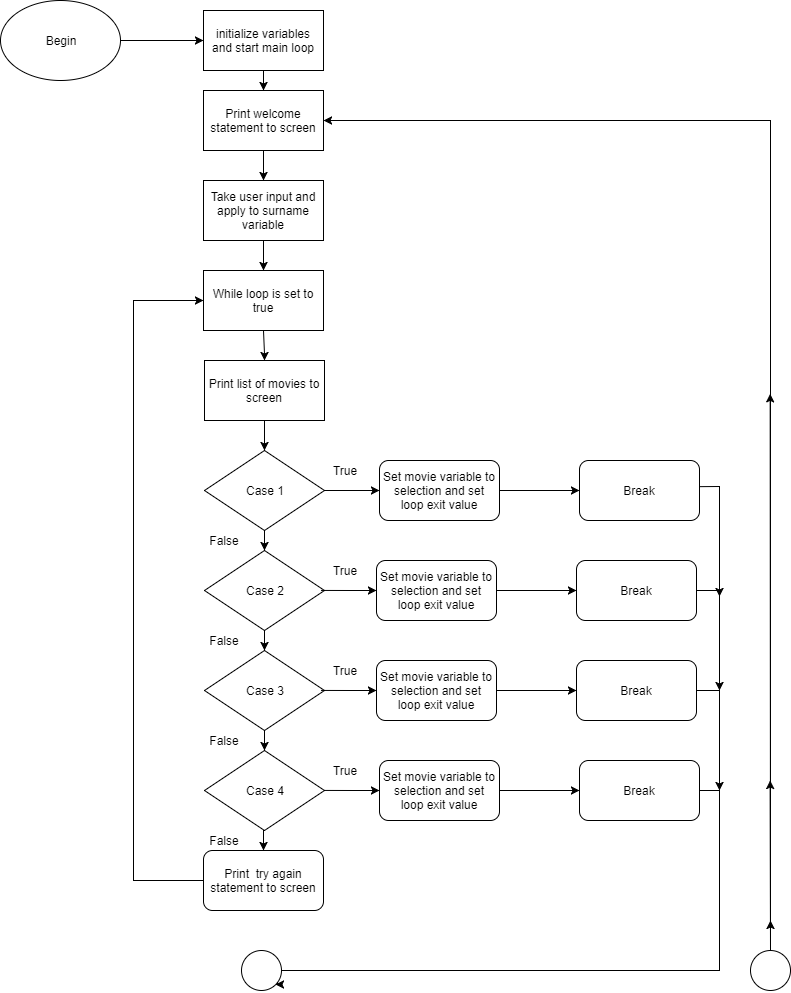 Begin
initialize variables
and start main loop
Print welcome
statement to screen
Take user input and
apply to surname
variable
While loop is set to
true
Print list of movies to
screen
Case 1
True
Set movie variable to
selection and set
loop exit value
Break
False
Case 2
True
Set movie variable to
selection and set
loop exit value
Break
False
Case 3
True
Set movie variable to
selection and set
loop exit value
Break
False
Case 4
True
Set movie variable to
selection and set
loop exit value
Break
False
Print  try again
statement to screen